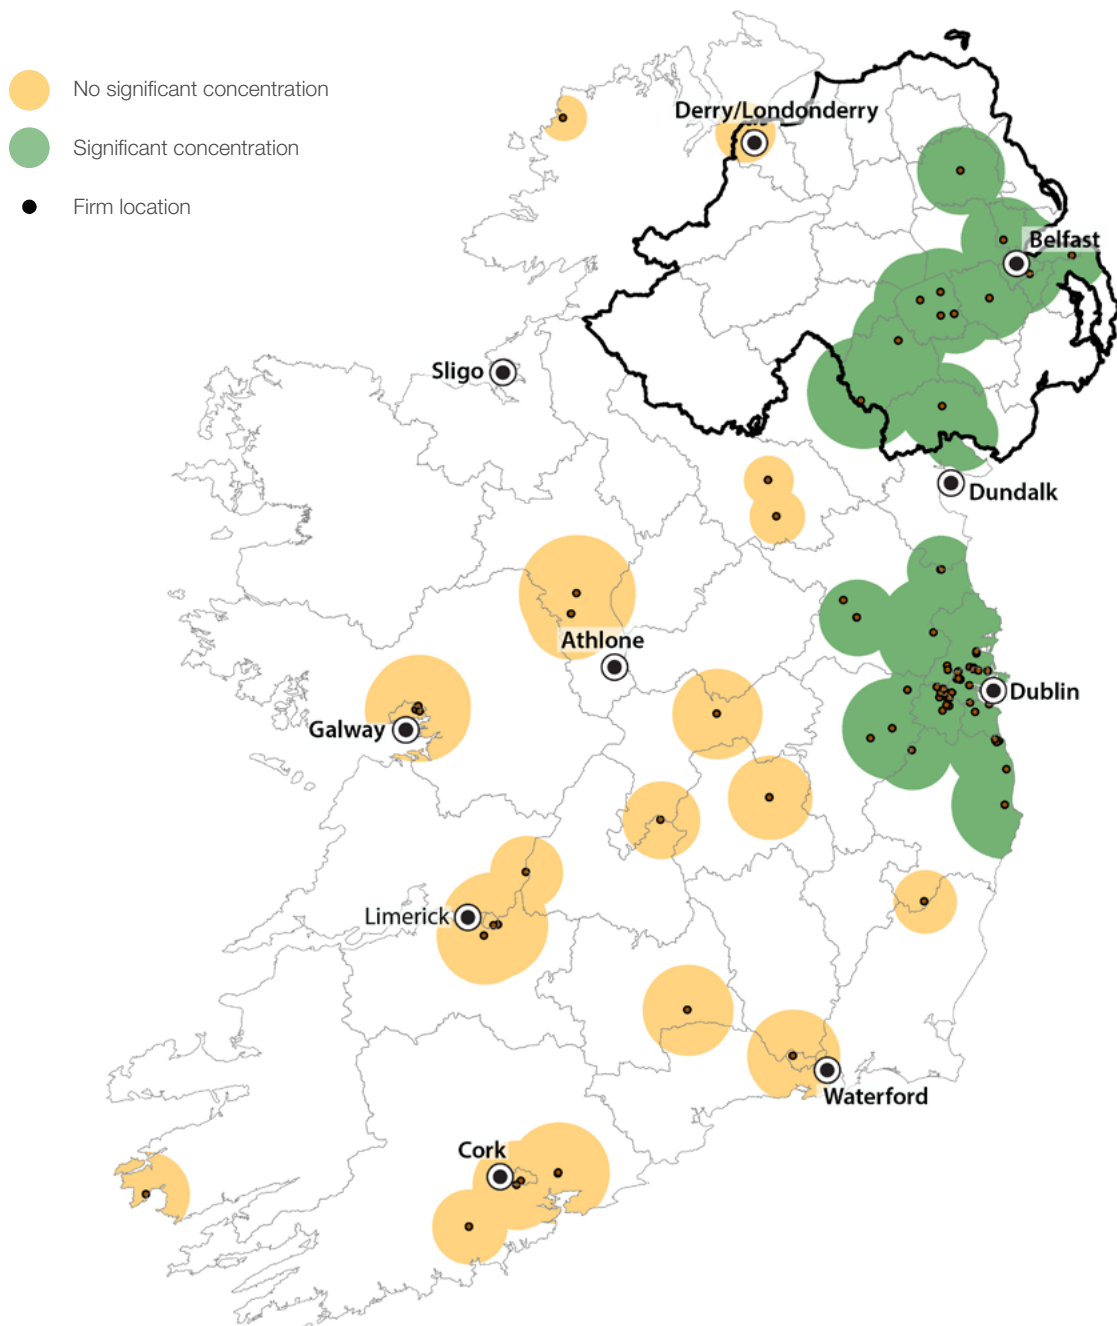 No significant concentration
Significant concentration
Firm location
Derry/Londonderry
Belfast
Sligo
Dundalk
Athlone
Dublin
Galway
Limerick
Waterford
Cork